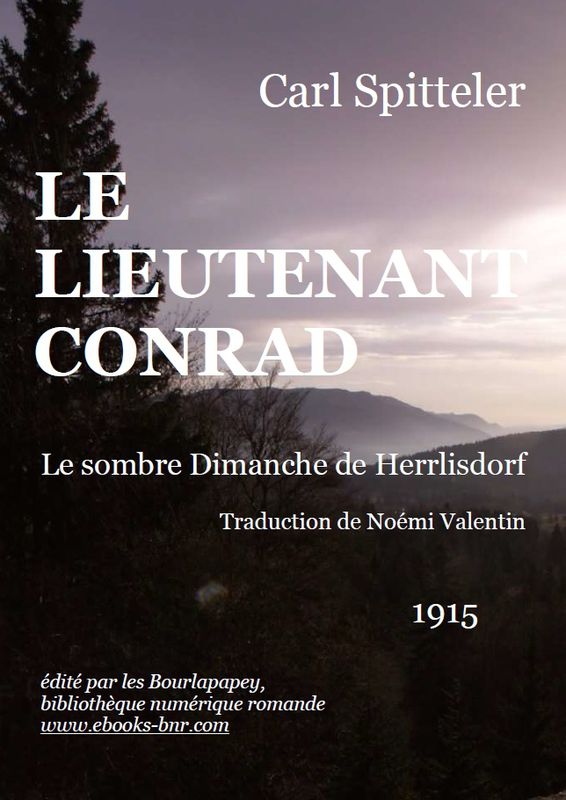 Carl Spitteler
LE
LIEUTENANT
CONRAD
Le sombre Dimanche de Herrlisdorf
Traduction de Noémi Valentin
1915
édité par les Bourlapapey,
bibliothèque numérique romande
www.ebooks-bnr.com